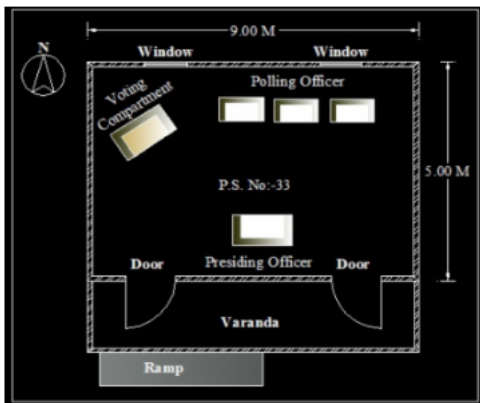 9.00 M
N
Window
Window
Polling Officer
Voting
Compartment
5.00 M
P.S. No:-33
Door
Presiding Officer
Door
Varanda
Ramp